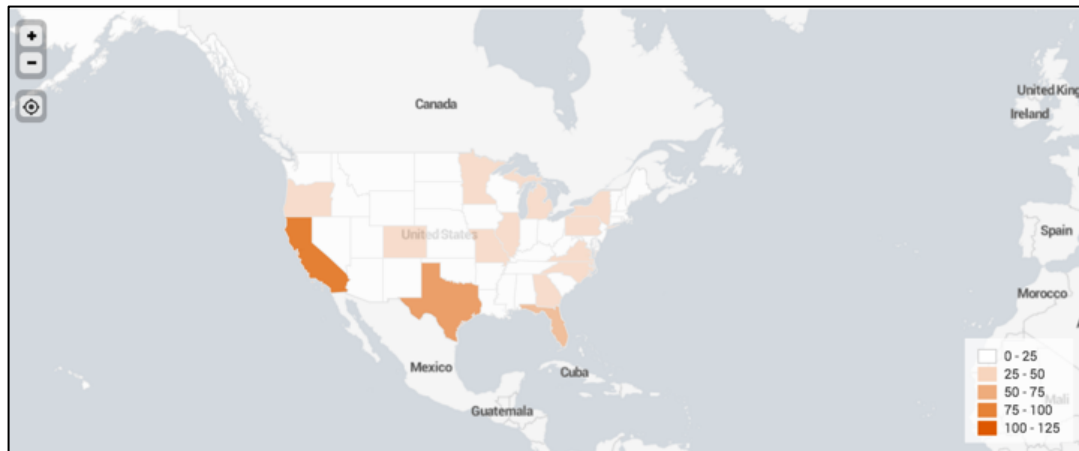 +
−
Canada
United King
Ireland
United States
Spain
Morocco
Mexico
Cuba
Guatemala
Mali
0 - 25
25 - 50
50 - 75
75 - 100
100 - 125